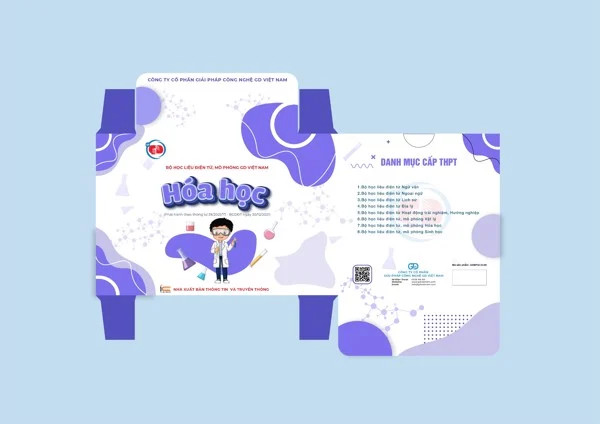 CÔNG TY CỔ PHẦN GIẢI PHÁP CÔNG NGHỆ GD VIỆT NAM
BỘ HỌC LIỆU ĐIỆN TỬ, MÔ PHỎNG GD VIỆT NAM
Hóa học
NHÀ XUẤT BẢN THÔNG TIN VÀ TRUYỀN THÔNG
DANH MỤC CẤP THPT
1. Bộ học liệu điện tử Ngữ văn
2. Bộ học liệu điện tử Ngoại ngữ
3. Bộ học liệu điện tử Lịch sử
4. Bộ học liệu điện tử Địa lý
5. Bộ học liệu điện tử Hoạt động trải nghiệm, Hướng nghiệp
6. Bộ học liệu điện tử, mô phỏng Vật lý
7. Bộ học liệu điện tử, mô phỏng Hóa học
8. Bộ học liệu điện tử, mô phỏng Sinh học
CÔNG TY CỔ PHẦN
GIẢI PHÁP CÔNG NGHỆ GD VIỆT NAM